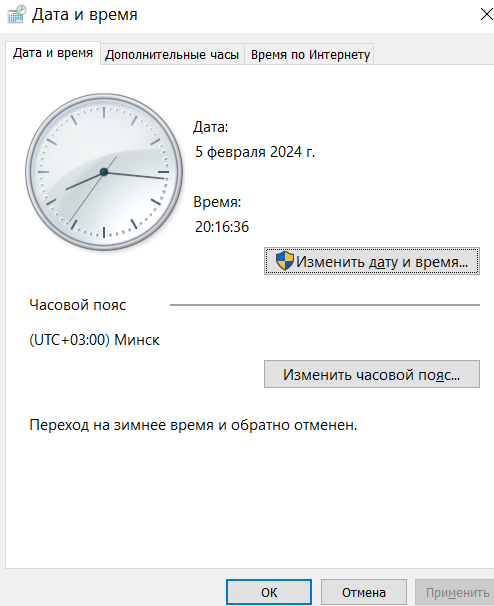 Дата и время
Дата и время
Дополнительные часы
Время по Интернету
Дата:
5 февраля 2024 г.
Время:
20:16:36
Изменить дату и время...
Часовой пояс
(UTC+03:00) Минск
Изменить часовой пояс...
Переход на зимнее время и обратно отменен.
ОК
Отмена
Применить